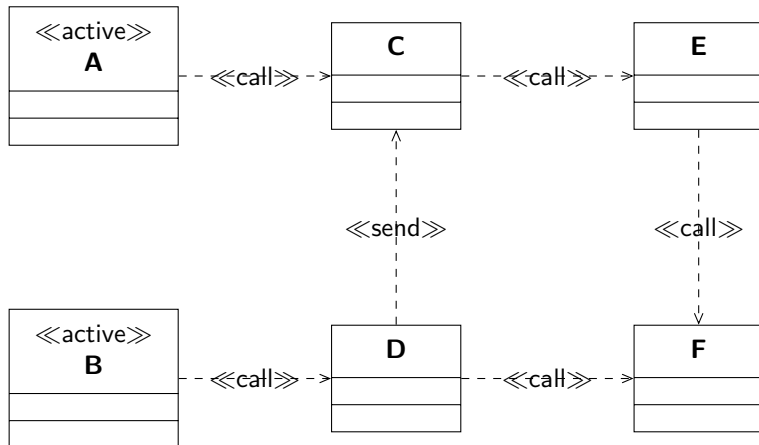 ≪active≫
A
≪call≫
C
≪call≫
E
≪send≫
≪call≫
≪active≫
B
≪call≫
D
≪call≫
F